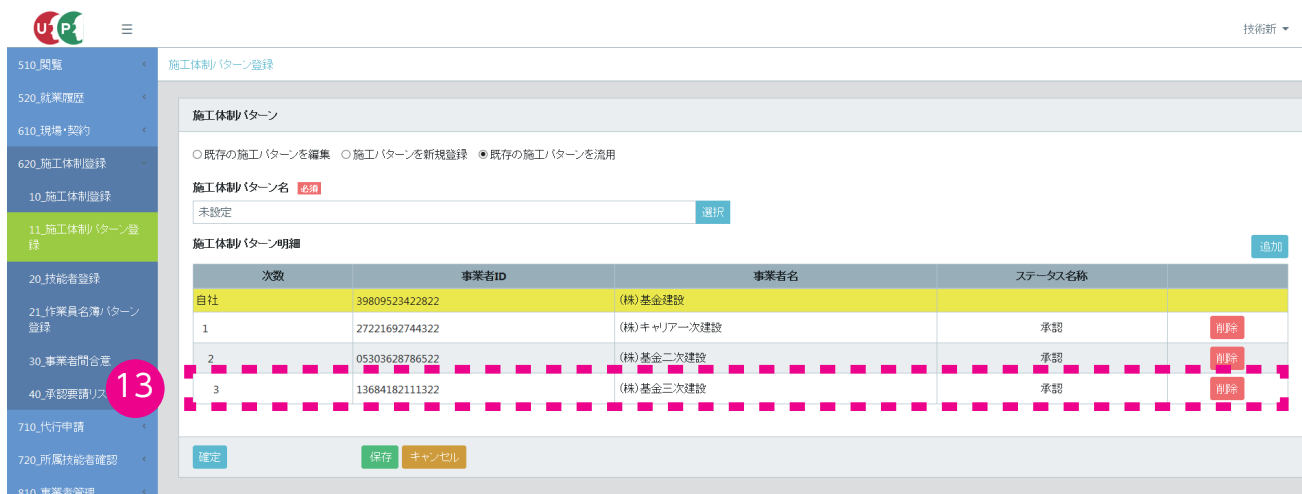 UP
技術新
510_閲覧
520_就業履歴
610_現場・契約
620_施工体制登録
10_施工体制登録
11_施工体制パターン登
録
20_技能者登録
21_作業員名簿パターン
登録
30_事業者間合意
40_承認要請リス
13
710_代行申請
720_所属技能者確認
810_事業者管理
施工体制パターン登録
施工体制パターン
既存の施工パターンを編集 施工パターンを新規登録 既存の施工パターンを流用
施工体制パターン名 必須
未設定 選択
施工体制パターン明細 追加
次数 事業者ID 事業者名 ステータス名称
自社 39809523422822 (株)基金建設
1 27221692744322 (株)キャリア一次建設 承認 削除
2 05303628786522 (株)基金二次建設 承認 削除
3 13684182111322 (株)基金三次建設 承認 削除
確定 保存 キャンセル